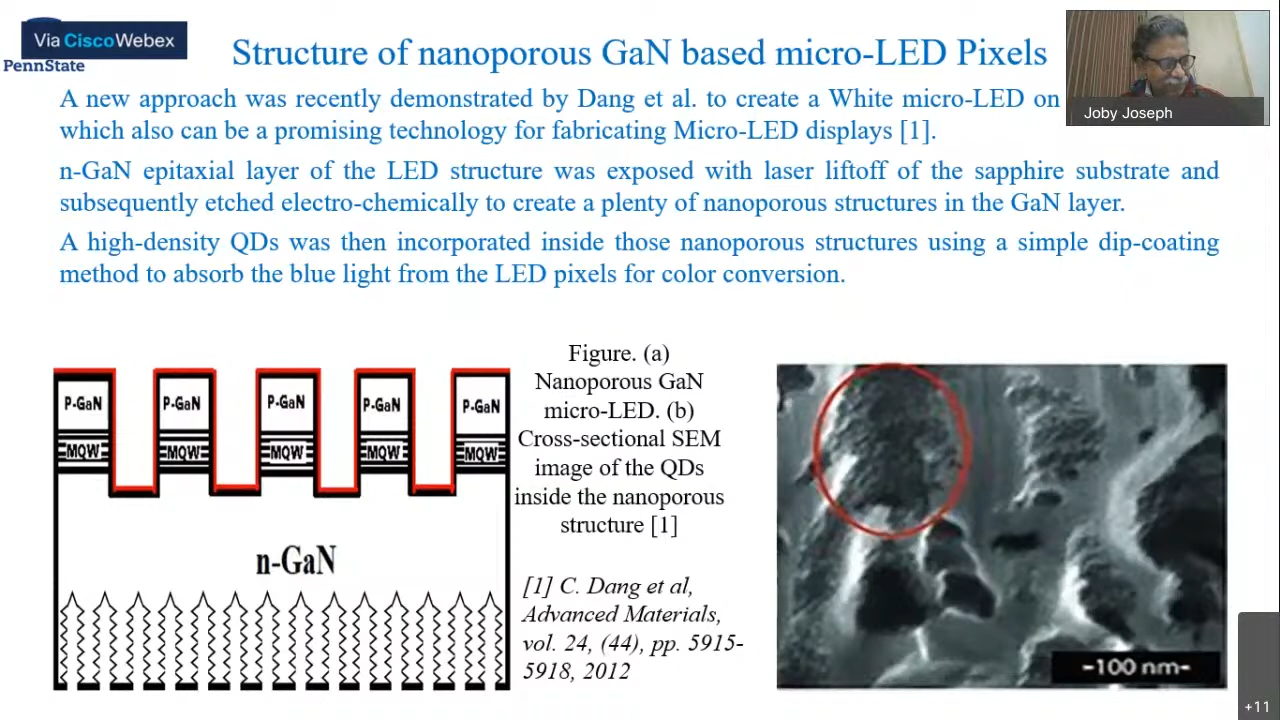 Via CiscoWebex
PennState
Structure of nanoporous GaN based micro-LED Pixels
Joby Joseph
A new approach was recently demonstrated by Dang et al. to create a White micro-LED on
which also can be a promising technology for fabricating Micro-LED displays [1].
n-GaN epitaxial layer of the LED structure was exposed with laser liftoff of the sapphire substrate and
subsequently etched electro-chemically to create a plenty of nanoporous structures in the GaN layer.
A high-density QDs was then incorporated inside those nanoporous structures using a simple dip-coating
method to absorb the blue light from the LED pixels for color conversion.
P-GaN P-GaN P-GaN P-GaN P-GaN
MQW MQW MQW MQW MQW
n-GaN
Figure. (a)
Nanoporous GaN
micro-LED. (b)
Cross-sectional SEM
image of the QDs
inside the nanoporous
structure [1]
[1] C. Dang et al,
Advanced Materials,
vol. 24, (44), pp. 5915-
5918, 2012
-100 nm-
+11